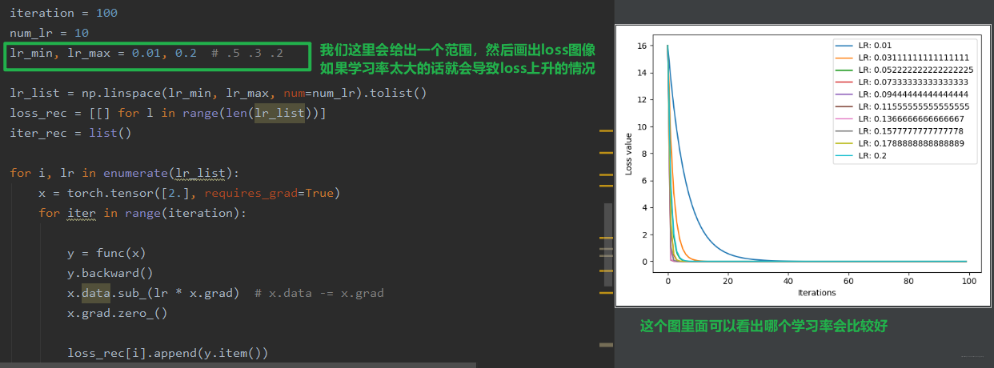 iteration = 100
num_lr = 10
lr_min, lr_max = 0.01, 0.2  # .5 .3 .2
我们这里会给出一个范围，然后画出loss图像
如果学习率太大的话就会导致loss上升的情况
lr_list = np.linspace(lr_min, lr_max, num=num_lr).tolist()
loss_rec = [[] for l in range(len(lr_list))]
iter_rec = list()
for i, lr in enumerate(lr_list):
    x = torch.tensor([2.], requires_grad=True)
    for iter in range(iteration):
        y = func(x)
        y.backward()
        x.data.sub_(lr * x.grad)  # x.data -= x.grad
        x.grad.zero_()
        loss_rec[i].append(y.item())
LR: 0.01
LR: 0.03111111111111111
LR: 0.052222222222222225
LR: 0.07333333333333333
LR: 0.09444444444444444
LR: 0.11555555555555555
LR: 0.1366666666666667
LR: 0.1577777777777778
LR: 0.1788888888888889
LR: 0.2
16
14
12
10
8
6
4
2
0
Loss value
0 20 40 60 80 100
Iterations
这个图里面可以看出哪个学习率会比较好